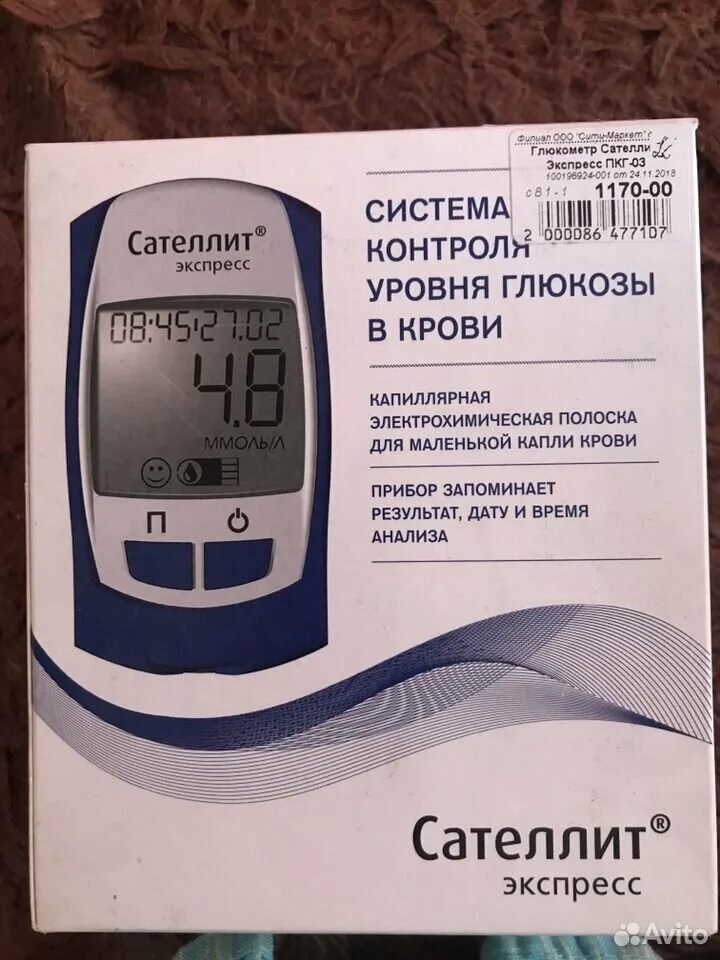 Филиал ООО "Сити-Маркет" г
Глюкометр Сателли
Экспресс ПКГ-03
100196924-001 от 24.11.2018
с8.1-1 1170-00
2 000086 477107
СИСТЕМА
КОНТРОЛЯ
УРОВНЯ ГЛЮКОЗЫ
В КРОВИ
Сателлит®
экспресс
08:45 27.02
4.8
ММОЛЬ/Л
П
КАПИЛЛЯРНАЯ
ЭЛЕКТРОХИМИЧЕСКАЯ ПОЛОСКА
ДЛЯ МАЛЕНЬКОЙ КАПЛИ КРОВИ
ПРИБОР ЗАПОМИНАЕТ
РЕЗУЛЬТАТ, ДАТУ И ВРЕМЯ
АНАЛИЗА
Сателлит®
экспресс
Avito